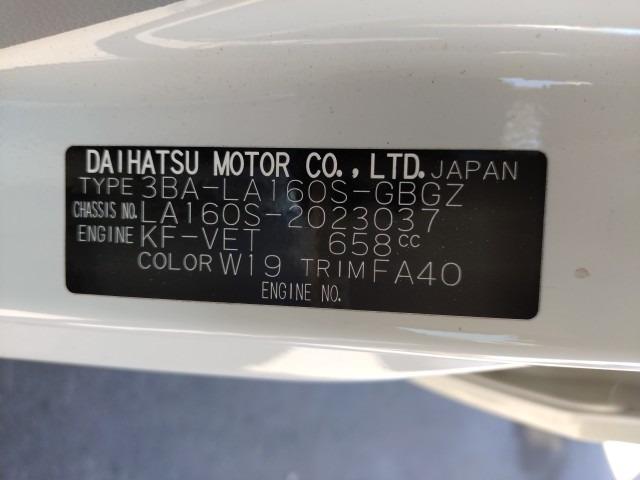 DAIHATSU MOTOR CO., LTD. JAPAN
TYPE 3BA-LA160S-GBGZ
CHASSIS NO. LA160S-2023037
ENGINE KF-VET 658cc
COLOR W19 TRIM FA40
ENGINE NO.